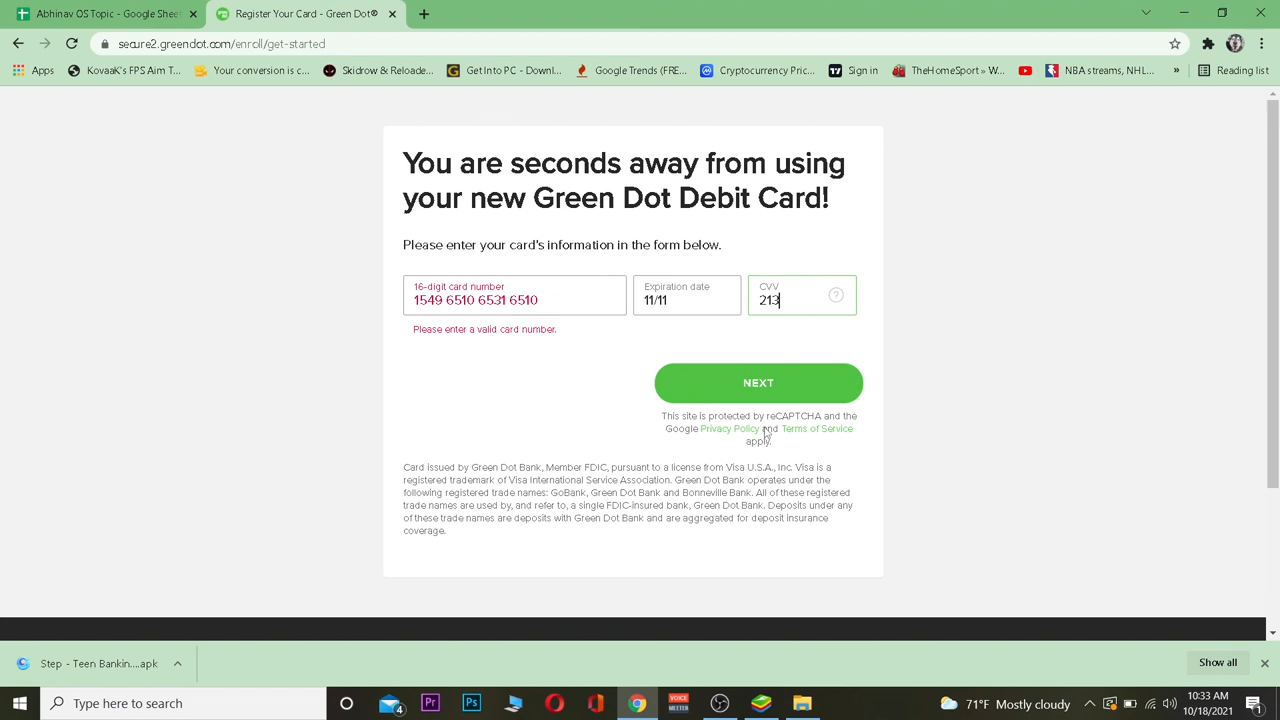 Abhinav OS Topic - Google Sheet
Register Your Card - Green Dot®
secure2.greendot.com/enroll/get-started
Apps
KovaaK's FPS Aim T...
Your conversion is c...
Skidrow & Reloade...
Get Into PC - Downl...
Google Trends (FRE...
Cryptocurrency Pric...
Sign in
TheHomeSport » W...
NBA streams, NHL...
»
Reading list
You are seconds away from using
your new Green Dot Debit Card!
Please enter your card's information in the form below.
16-digit card number
1549 6510 6531 6510
Expiration date
11/11
CVV
213
?
Please enter a valid card number.
NEXT
This site is protected by reCAPTCHA and the
Google Privacy Policy and Terms of Service
apply.
Card issued by Green Dot Bank, Member FDIC, pursuant to a license from Visa U.S.A., Inc. Visa is a
registered trademark of Visa International Service Association. Green Dot Bank operates under the
following registered trade names: GoBank, Green Dot Bank and Bonneville Bank. All of these registered
trade names are used by, and refer to, a single FDIC-insured bank, Green Dot Bank. Deposits under any
of these trade names are deposits with Green Dot Bank and are aggregated for deposit insurance
coverage.
Step - Teen Bankin....apk
Show all
Type here to search
4
Pr
Ps
VOICE
MEETER
71°F Mostly cloudy
10:33 AM
10/18/2021
1